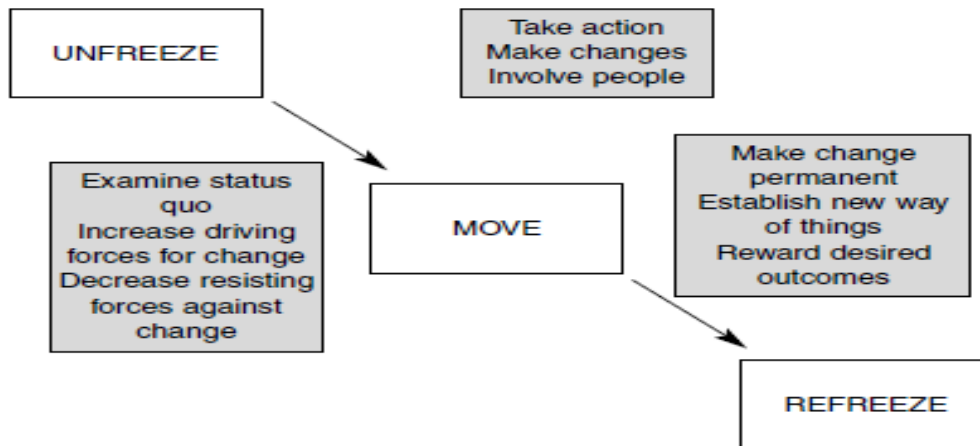 UNFREEZE
Take action
Make changes
Involve people
Examine status
quo
Increase driving
forces for change
Decrease resisting
forces against
change
MOVE
Make change
permanent
Establish new way
of things
Reward desired
outcomes
REFREEZE